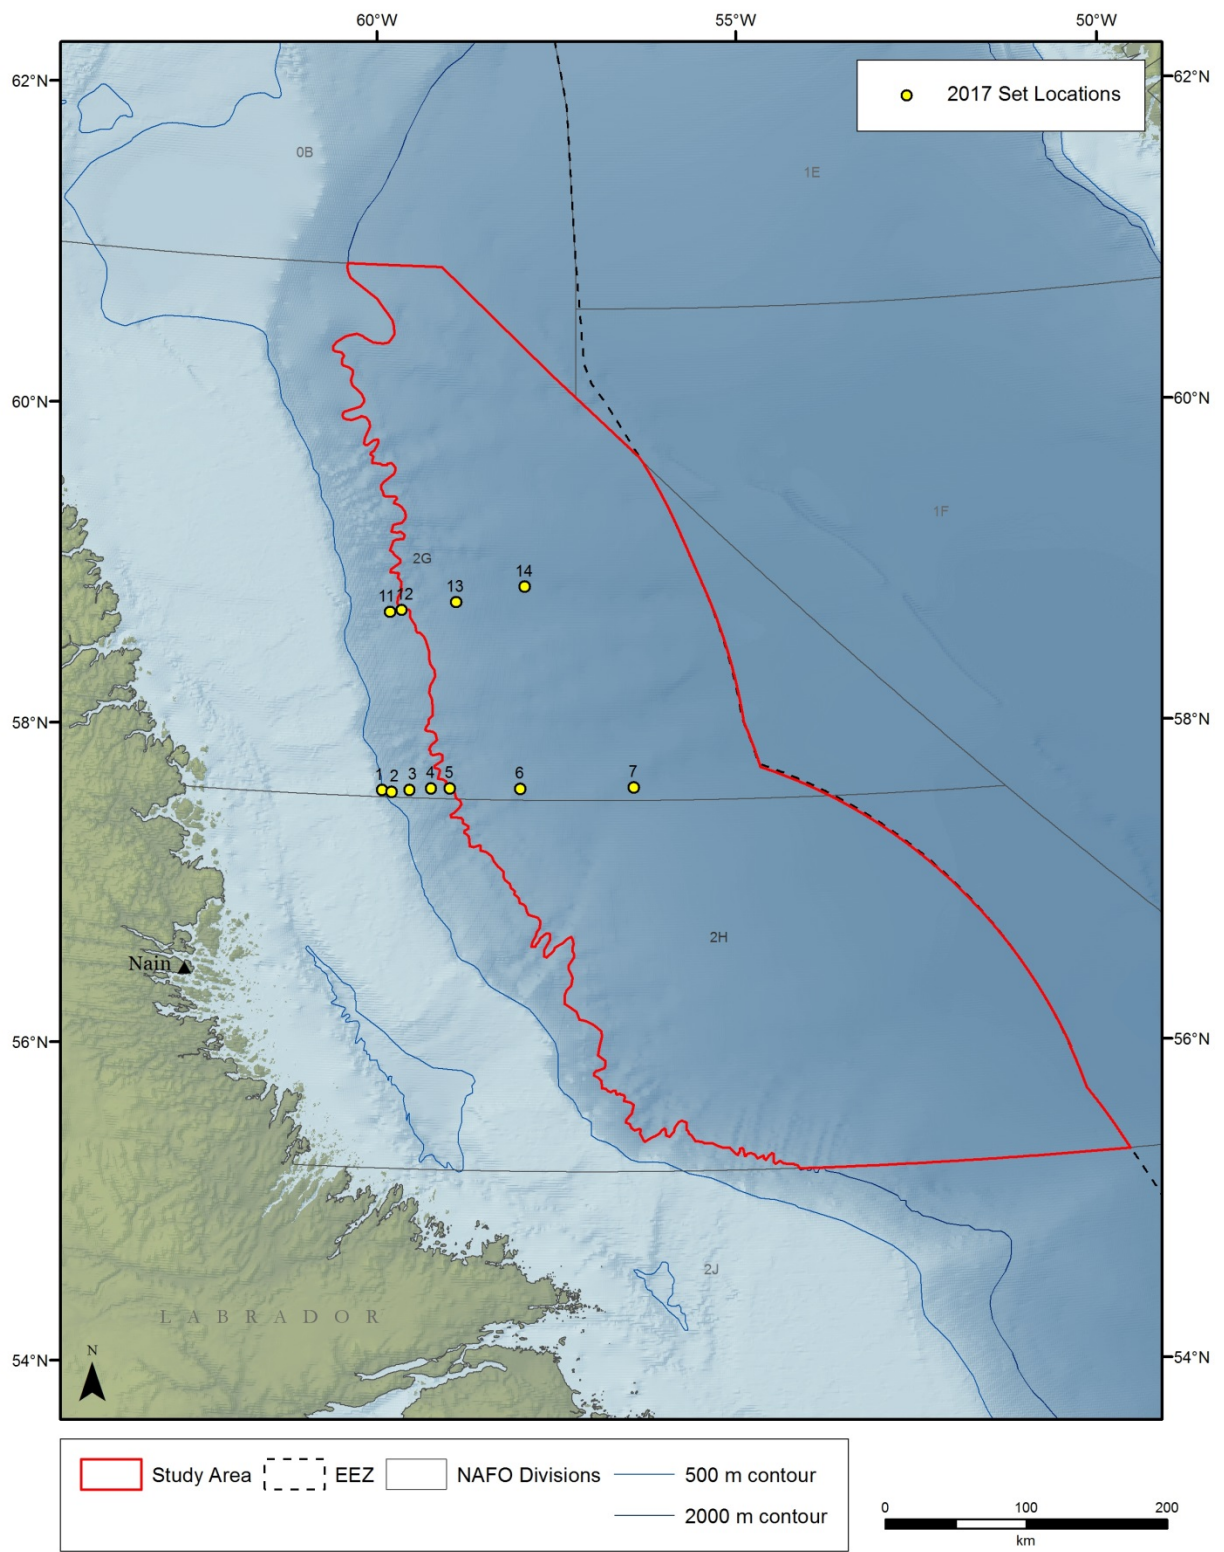 60°W 55°W 50°W
62°N 62°N
2017 Set Locations
0B
1E
60°N 60°N
1F
2G
14
13
11 12
58°N 58°N
1 2 3 4 5 6 7
2H
Nain
56°N 56°N
2J
LABRADOR
N
54°N 54°N
Study Area EEZ NAFO Divisions 500 m contour
2000 m contour
0 100 200
km